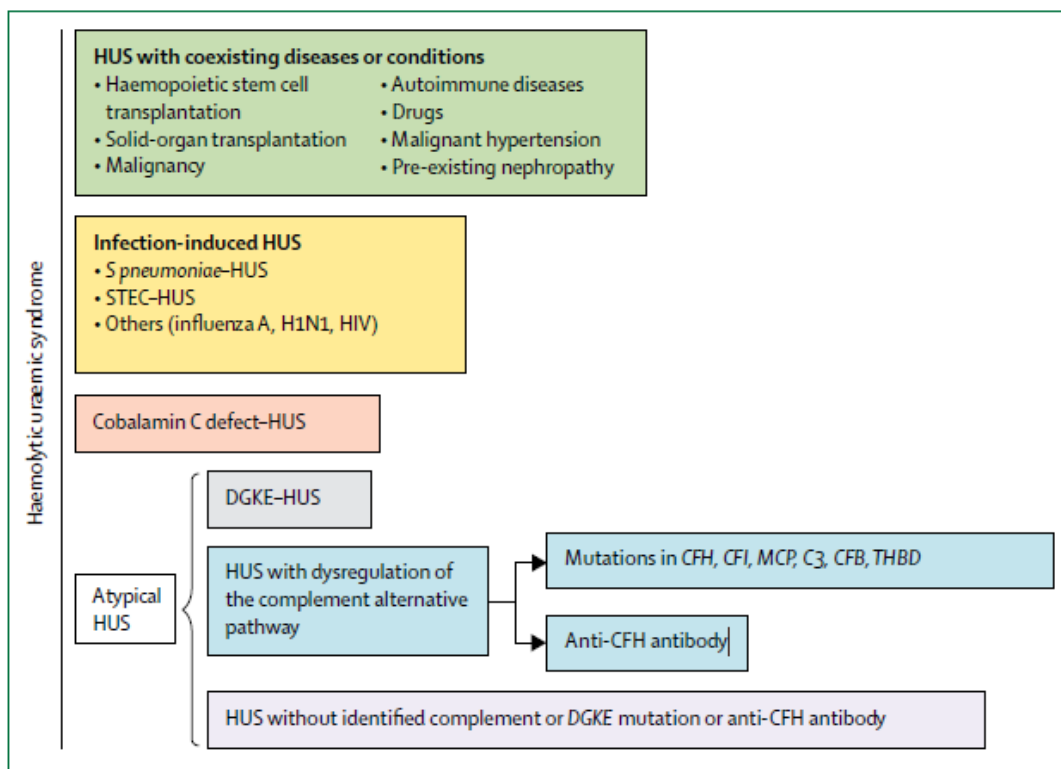 Haemolytic uraemic syndrome
HUS with coexisting diseases or conditions
• Haemopoietic stem cell
transplantation
• Solid-organ transplantation
• Malignancy
• Autoimmune diseases
• Drugs
• Malignant hypertension
• Pre-existing nephropathy
Infection-induced HUS
• S pneumoniae–HUS
• STEC–HUS
• Others (influenza A, H1N1, HIV)
Cobalamin C defect–HUS
Atypical
HUS
DGKE–HUS
HUS with dysregulation of
the complement alternative
pathway
Mutations in CFH, CFI, MCP, C3, CFB, THBD
Anti-CFH antibody
HUS without identified complement or DGKE mutation or anti-CFH antibody